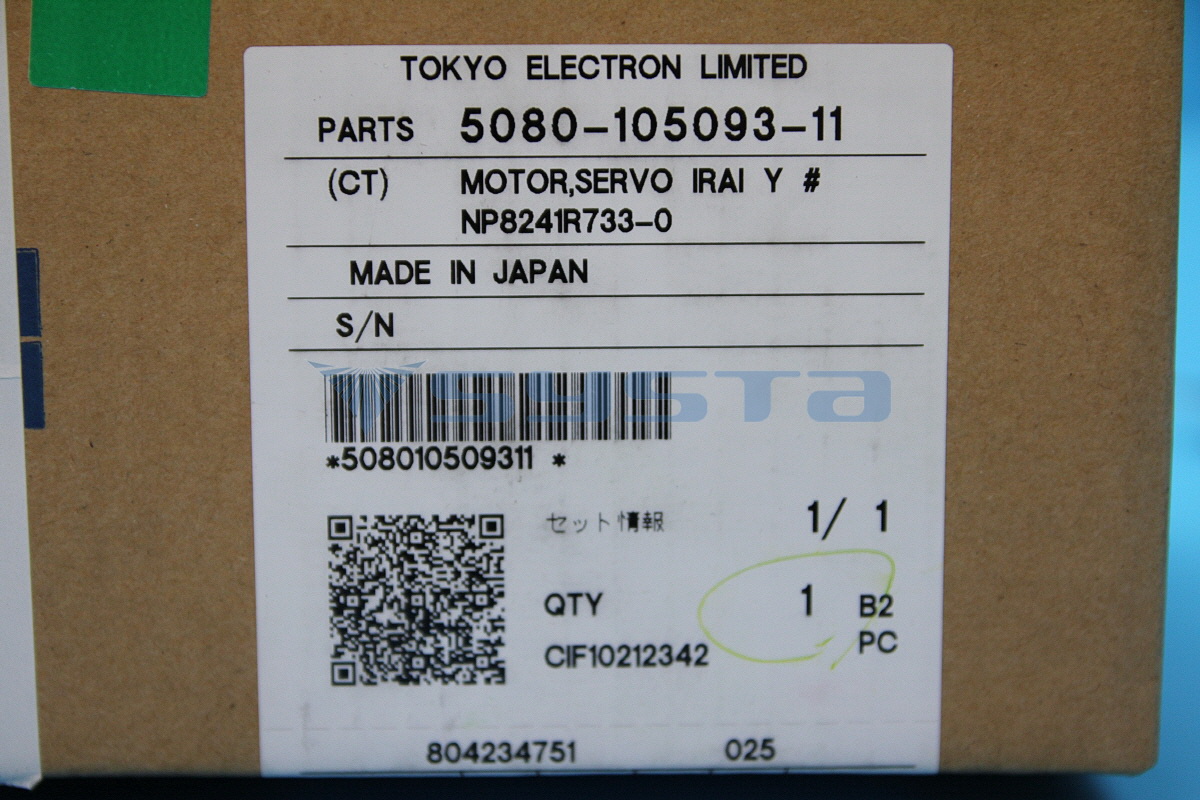 TOKYO ELECTRON LIMITED
PARTS 5080-105093-11
(CT) MOTOR,SERVO IRAI Y #
NP8241R733-0
MADE IN JAPAN
S/N
systa
*508010509311 *
セット情報 1/ 1
QTY 1 B2
CIF10212342 PC
804234751 025